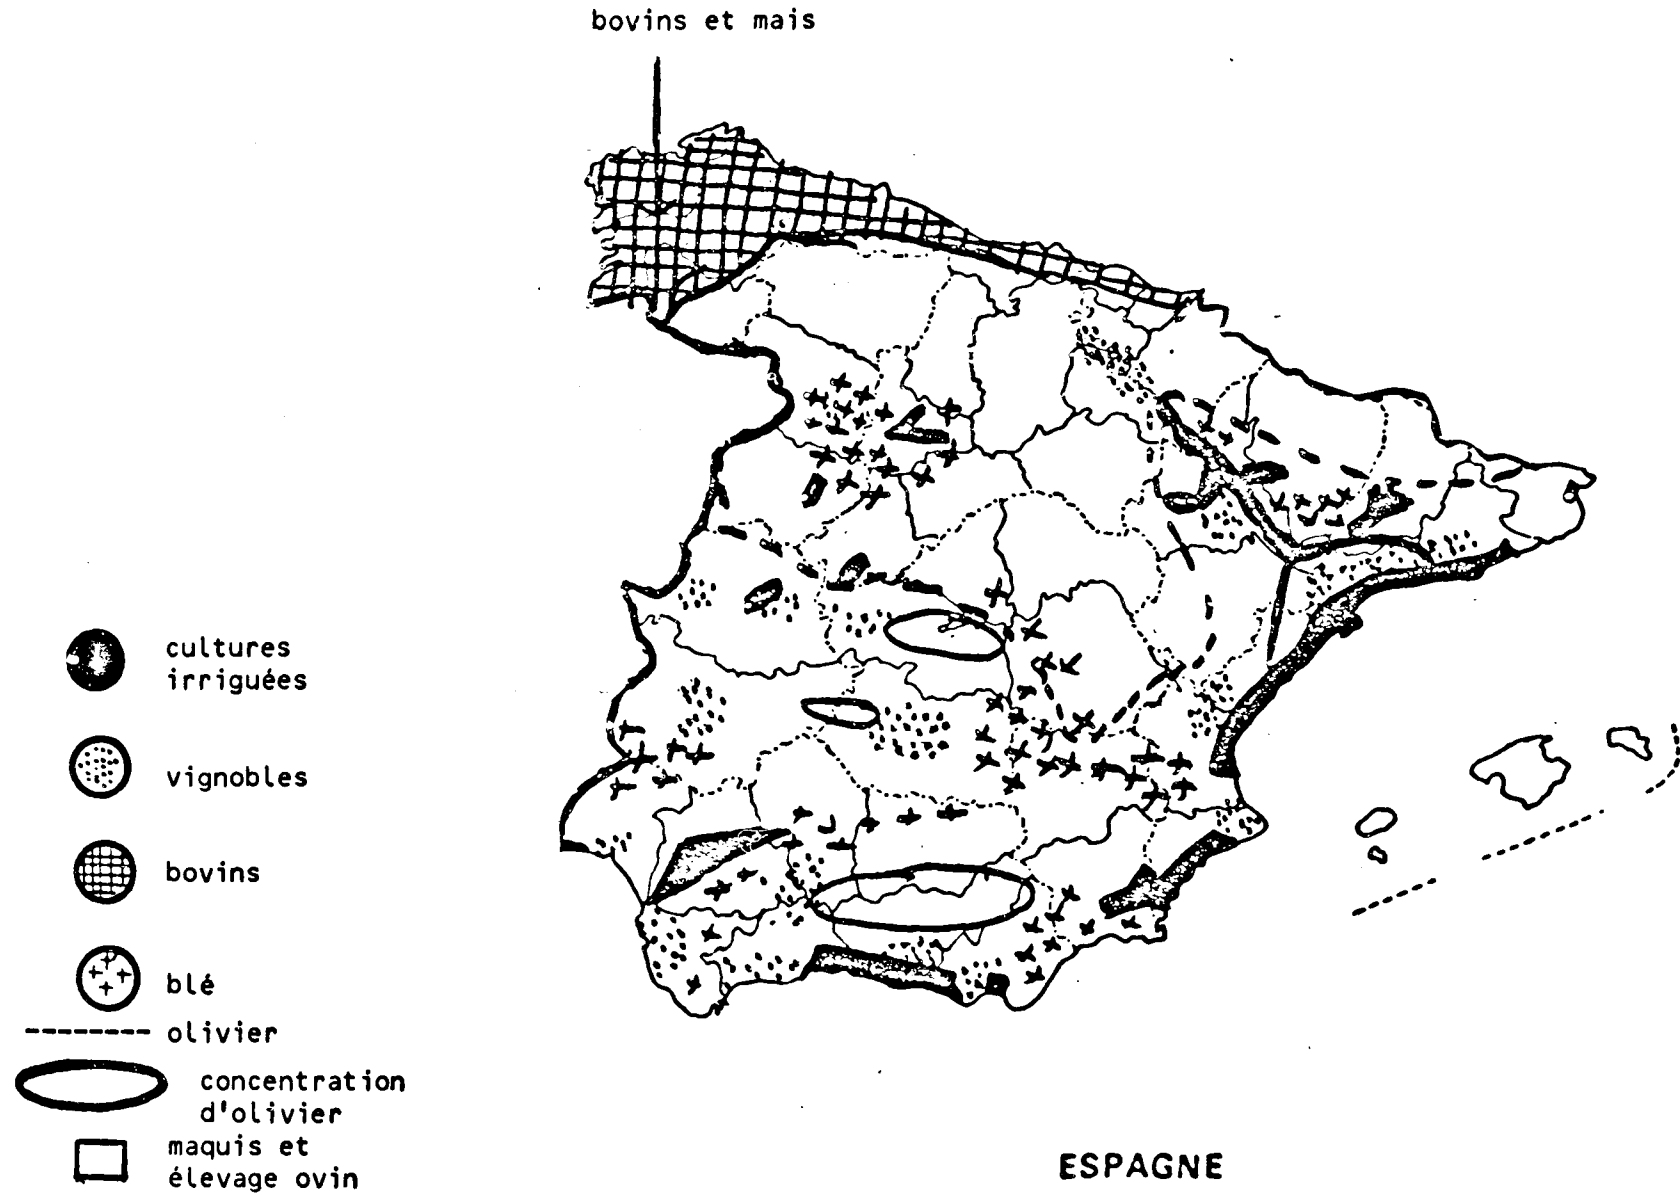 bovins et mais
cultures
irriguées
vignobles
bovins
blé
olivier
concentration
d'olivier
maquis et
élevage ovin
ESPAGNE